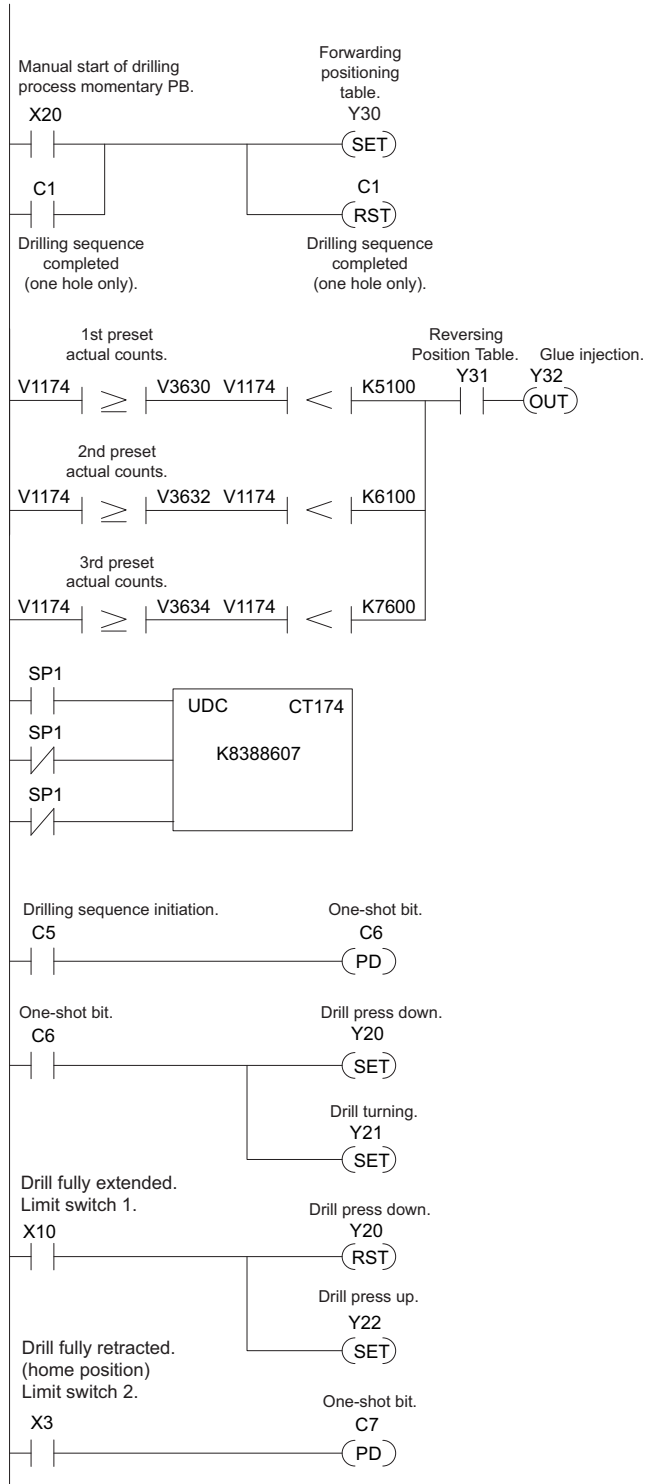 Manual start of drilling
process momentary PB.
X20
Forwarding
positioning
table.
Y30
SET
C1
C1
RST
Drilling sequence
completed
(one hole only).
Drilling sequence
completed
(one hole only).
1st preset
actual counts.
Reversing
Position Table.
Glue injection.
V1174 ≥ V3630 V1174 < K5100
Y31
Y32
OUT
2nd preset
actual counts.
V1174 ≥ V3632 V1174 < K6100
3rd preset
actual counts.
V1174 ≥ V3634 V1174 < K7600
SP1
UDC CT174
SP1
K8388607
SP1
Drilling sequence initiation.
C5
One-shot bit.
C6
PD
One-shot bit.
C6
Drill press down.
Y20
SET
Drill turning.
Y21
SET
Drill fully extended.
Limit switch 1.
X10
Drill press down.
Y20
RST
Drill press up.
Y22
SET
Drill fully retracted.
(home position)
Limit switch 2.
X3
One-shot bit.
C7
PD